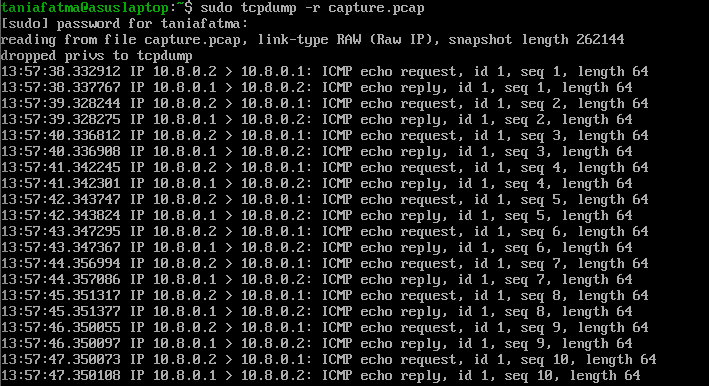 taniafatma@asuslaptop:~$ sudo tcpdump -r capture.pcap
[sudo] password for taniafatma:
reading from file capture.pcap, link-type RAW (Raw IP), snapshot length 262144
dropped privs to tcpdump
13:57:38.332912 IP 10.8.0.2 > 10.8.0.1: ICMP echo request, id 1, seq 1, length 64
13:57:38.337767 IP 10.8.0.1 > 10.8.0.2: ICMP echo reply, id 1, seq 1, length 64
13:57:39.328244 IP 10.8.0.2 > 10.8.0.1: ICMP echo request, id 1, seq 2, length 64
13:57:39.328275 IP 10.8.0.1 > 10.8.0.2: ICMP echo reply, id 1, seq 2, length 64
13:57:40.336812 IP 10.8.0.2 > 10.8.0.1: ICMP echo request, id 1, seq 3, length 64
13:57:40.336908 IP 10.8.0.1 > 10.8.0.2: ICMP echo reply, id 1, seq 3, length 64
13:57:41.342245 IP 10.8.0.2 > 10.8.0.1: ICMP echo request, id 1, seq 4, length 64
13:57:41.342301 IP 10.8.0.1 > 10.8.0.2: ICMP echo reply, id 1, seq 4, length 64
13:57:42.343747 IP 10.8.0.2 > 10.8.0.1: ICMP echo request, id 1, seq 5, length 64
13:57:42.343824 IP 10.8.0.1 > 10.8.0.2: ICMP echo reply, id 1, seq 5, length 64
13:57:43.347295 IP 10.8.0.2 > 10.8.0.1: ICMP echo request, id 1, seq 6, length 64
13:57:43.347367 IP 10.8.0.1 > 10.8.0.2: ICMP echo reply, id 1, seq 6, length 64
13:57:44.356994 IP 10.8.0.2 > 10.8.0.1: ICMP echo request, id 1, seq 7, length 64
13:57:44.357086 IP 10.8.0.1 > 10.8.0.2: ICMP echo reply, id 1, seq 7, length 64
13:57:45.351317 IP 10.8.0.2 > 10.8.0.1: ICMP echo request, id 1, seq 8, length 64
13:57:45.351377 IP 10.8.0.1 > 10.8.0.2: ICMP echo reply, id 1, seq 8, length 64
13:57:46.350055 IP 10.8.0.2 > 10.8.0.1: ICMP echo request, id 1, seq 9, length 64
13:57:46.350097 IP 10.8.0.1 > 10.8.0.2: ICMP echo reply, id 1, seq 9, length 64
13:57:47.350073 IP 10.8.0.2 > 10.8.0.1: ICMP echo request, id 1, seq 10, length 64
13:57:47.350108 IP 10.8.0.1 > 10.8.0.2: ICMP echo reply, id 1, seq 10, length 64